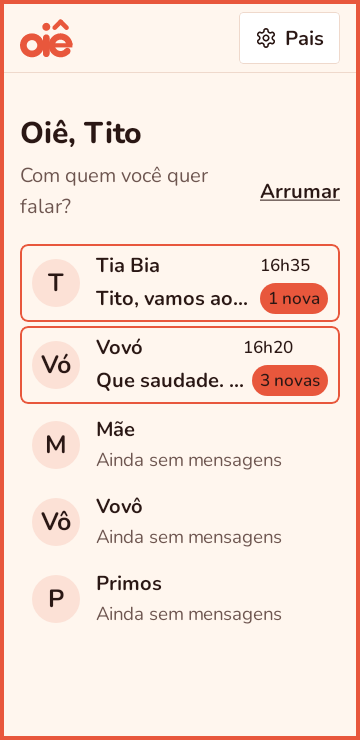 oiê
Pais
Oiê, Tito
Com quem você quer
falar?
Arrumar
T
Tia Bia
16h35
Tito, vamos ao...
1 nova
Vó
Vovó
16h20
Que saudade. ...
3 novas
M
Mãe
Ainda sem mensagens
Vô
Vovô
Ainda sem mensagens
P
Primos
Ainda sem mensagens